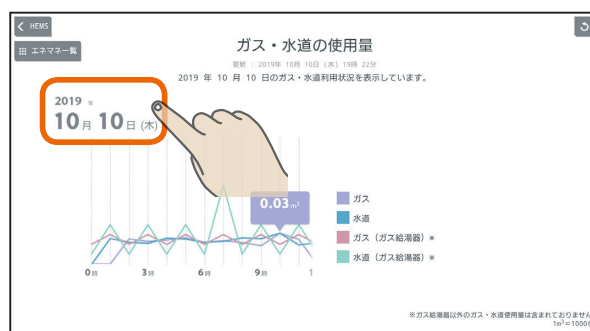 HEMS
エネマネ一覧
ガス・水道の使用量
更新 : 2019年 10月 10日 (木) 19時 22分
2019 年 10 月 10 日のガス・水道利用状況を表示しています。
2019 年
10月 10日 (木)
0.03 m³
ガス
水道
ガス（ガス給湯器）※
水道（ガス給湯器）※
0時 3時 6時 9時 1
※ガス給湯器以外のガス・水道使用量は含まれておりません
1m³=1000ℓ